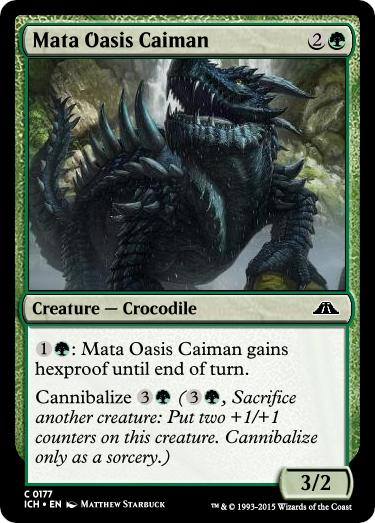 Mata Oasis Caiman 2
Creature — Crocodile
1 : Mata Oasis Caiman gains
hexproof until end of turn.
Cannibalize 3 (3 , Sacrifice
another creature: Put two +1/+1
counters on this creature. Cannibalize
only as a sorcery.)
3/2
C 0177
ICH • EN Matthew Starbuck
™ & © 1993-2015 Wizards of the Coast